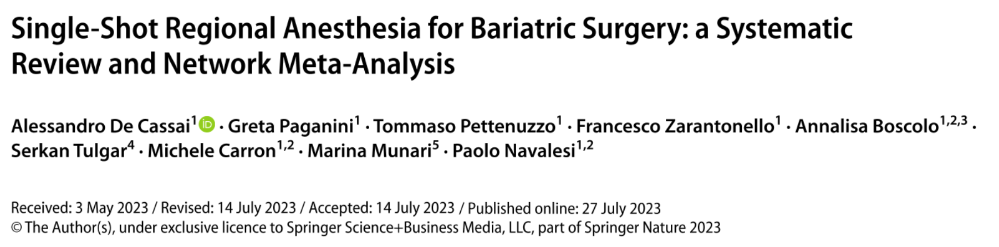 Single-Shot Regional Anesthesia for Bariatric Surgery: a Systematic
Review and Network Meta-Analysis
Alessandro De Cassai1 iD · Greta Paganini1 · Tommaso Pettenuzzo1 · Francesco Zarantonello1 · Annalisa Boscolo1,2,3 ·
Serkan Tulgar4 · Michele Carron1,2 · Marina Munari5 · Paolo Navalesi1,2
Received: 3 May 2023 / Revised: 14 July 2023 / Accepted: 14 July 2023 / Published online: 27 July 2023
© The Author(s), under exclusive licence to Springer Science+Business Media, LLC, part of Springer Nature 2023